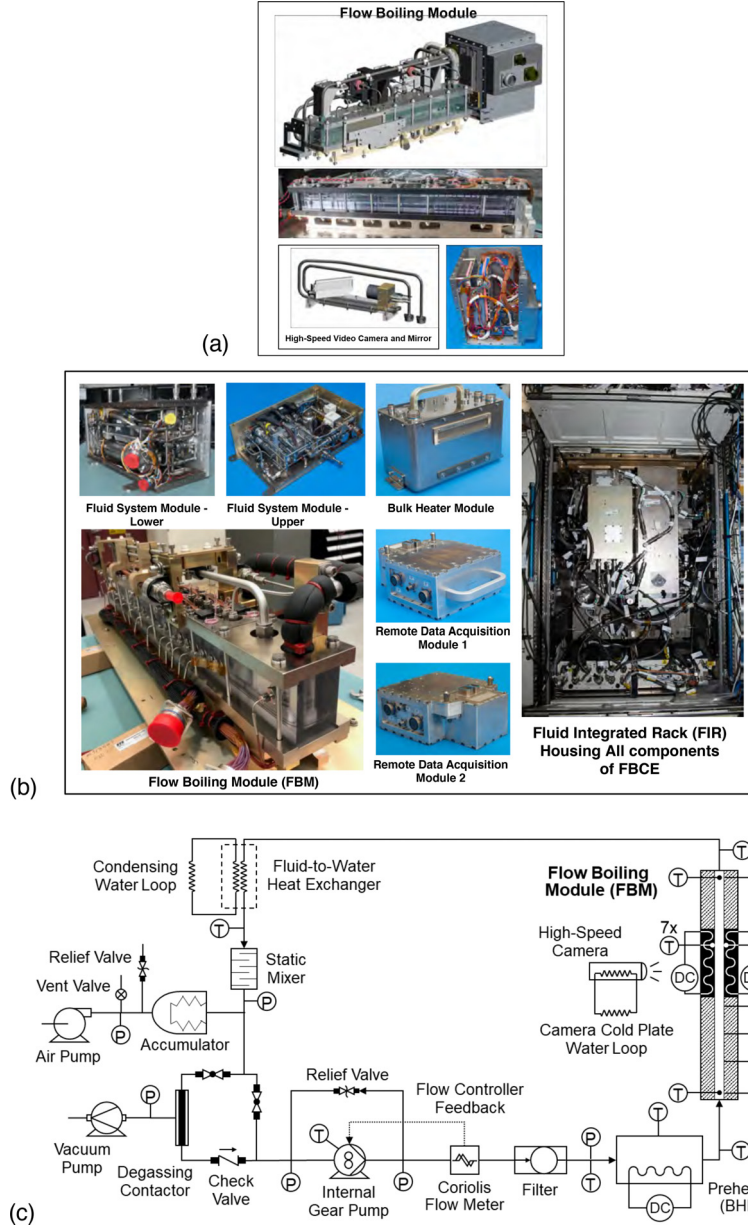 Flow Boiling Module
High-Speed Video Camera and Mirror
(a)
Fluid System Module -
Lower
Fluid System Module -
Upper
Bulk Heater Module
Remote Data Acquisition
Module 1
Remote Data Acquisition
Module 2
Flow Boiling Module (FBM)
Fluid Integrated Rack (FIR)
Housing All components
of FBCE
(b)
Condensing
Water Loop
Fluid-to-Water
Heat Exchanger
T
T
Flow Boiling
Module (FBM)
T
7x
T
High-Speed
Camera
DC
Camera Cold Plate
Water Loop
Relief Valve
Vent Valve
T
Static
Mixer
P
P
Air Pump
Accumulator
Relief Valve
Flow Controller
Feedback
T
P
T
P
T
Vacuum
Pump
Degassing
Contactor
Check
Valve
P
Internal
Gear Pump
P
Coriolis
Flow Meter
Filter
T
DC
T
(c)